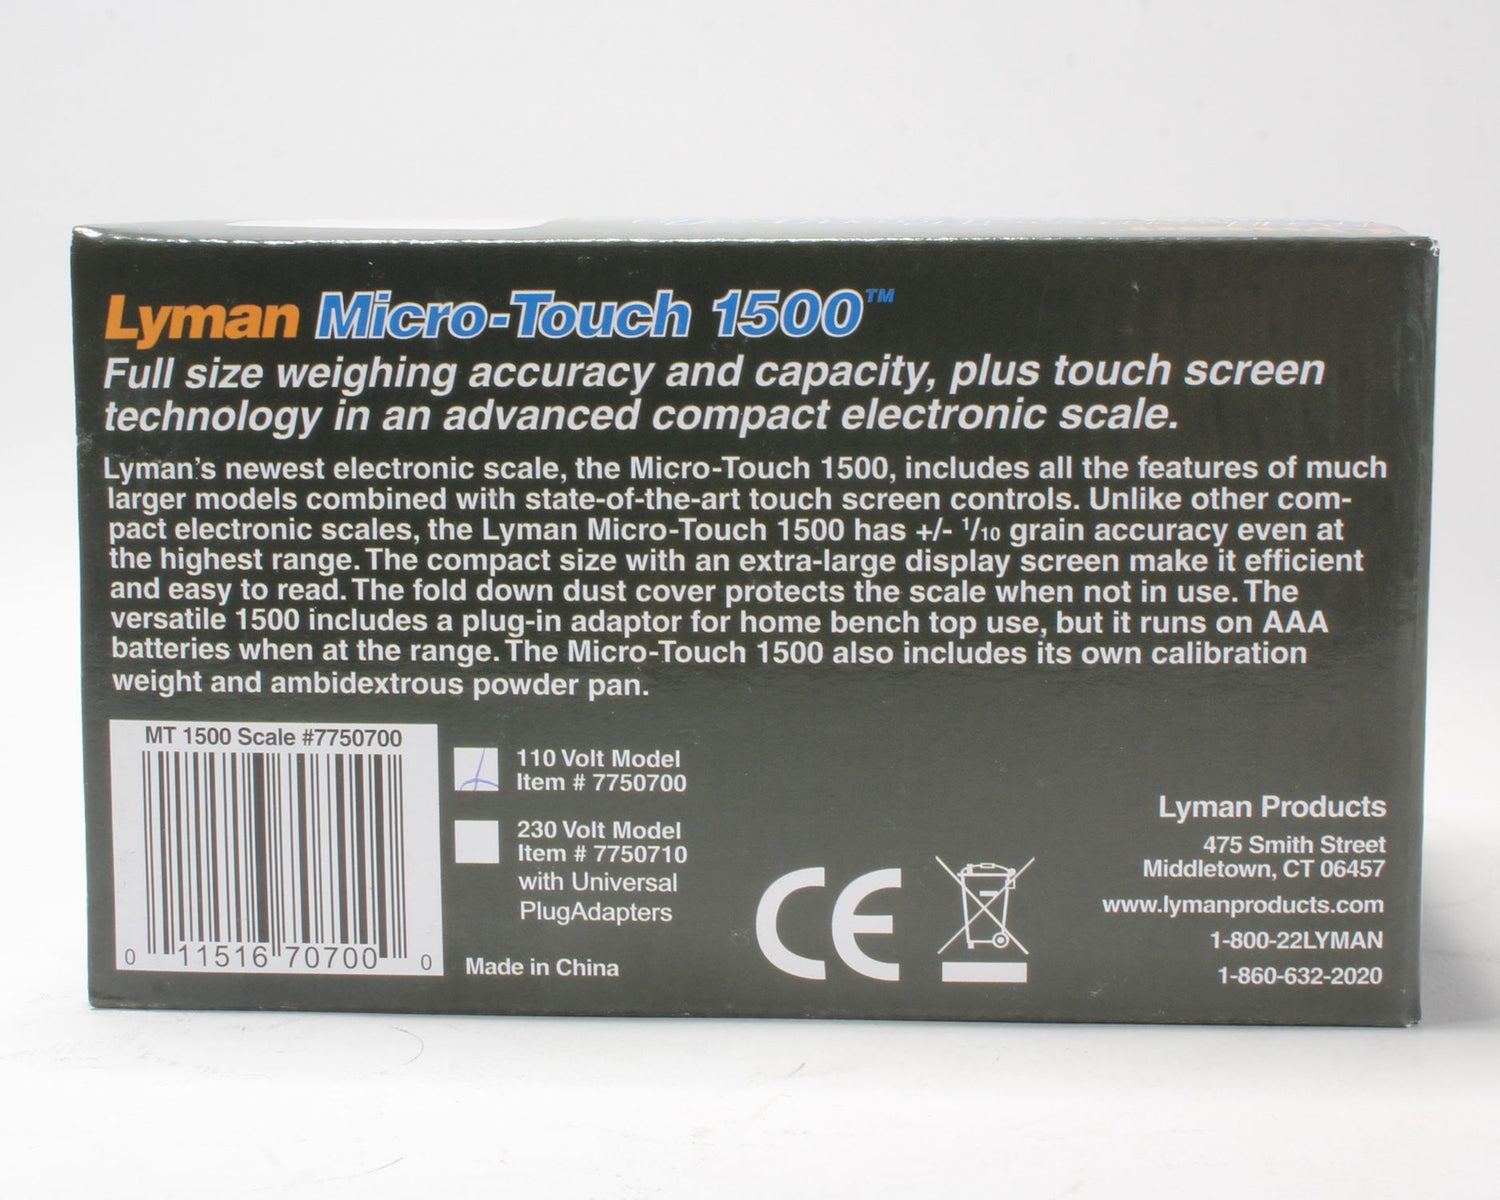 Lyman Micro-Touch 1500™
Full size weighing accuracy and capacity, plus touch screen
technology in an advanced compact electronic scale.
Lyman's newest electronic scale, the Micro-Touch 1500, includes all the features of much
larger models combined with state-of-the-art touch screen controls. Unlike other com-
pact electronic scales, the Lyman Micro-Touch 1500 has +/- 1/10 grain accuracy even at
the highest range. The compact size with an extra-large display screen make it efficient
and easy to read. The fold down dust cover protects the scale when not in use. The
versatile 1500 includes a plug-in adaptor for home bench top use, but it runs on AAA
batteries when at the range. The Micro-Touch 1500 also includes its own calibration
weight and ambidextrous powder pan.
MT 1500 Scale #7750700
0 11516 70700 0
110 Volt Model
Item # 7750700
230 Volt Model
Item # 7750710
with Universal
PlugAdapters
Made in China
CE
Lyman Products
475 Smith Street
Middletown, CT 06457
www.lymanproducts.com
1-800-22LYMAN
1-860-632-2020